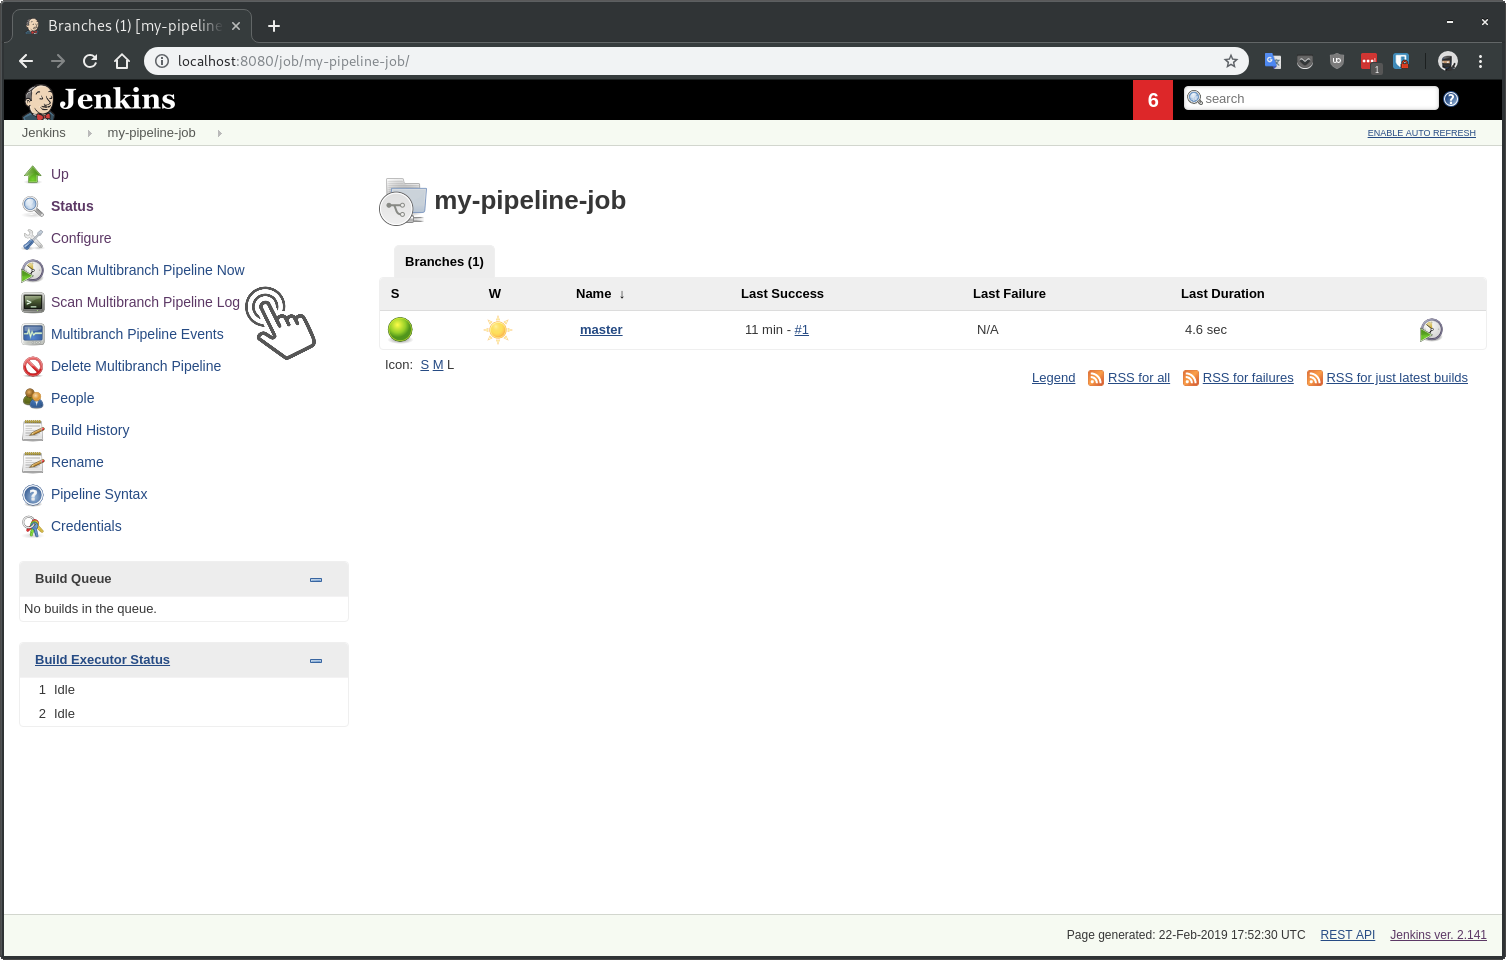 Branches (1) [my-pipeline
localhost:8080/job/my-pipeline-job/
1
Jenkins
6
search
Jenkins my-pipeline-job
ENABLE AUTO REFRESH
Up
Status
Configure
Scan Multibranch Pipeline Now
Scan Multibranch Pipeline Log
Multibranch Pipeline Events
Delete Multibranch Pipeline
People
Build History
Rename
Pipeline Syntax
Credentials
Build Queue
No builds in the queue.
Build Executor Status
1 Idle
2 Idle
my-pipeline-job
Branches (1)
S W Name ↓ Last Success Last Failure Last Duration
master 11 min - #1 N/A 4.6 sec
Icon: S M L
Legend RSS for all RSS for failures RSS for just latest builds
Page generated: 22-Feb-2019 17:52:30 UTC REST API Jenkins ver. 2.141